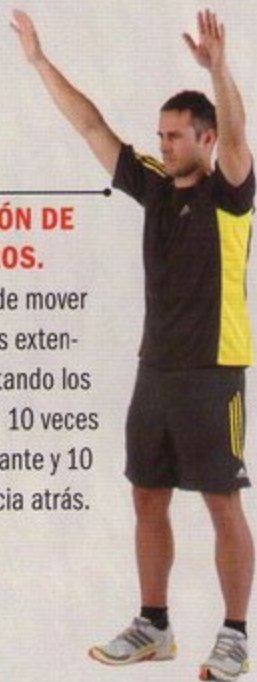 ÓN DE
OS.
de mover
s exten-
tando los
10 veces
ante y 10
cia atrás.